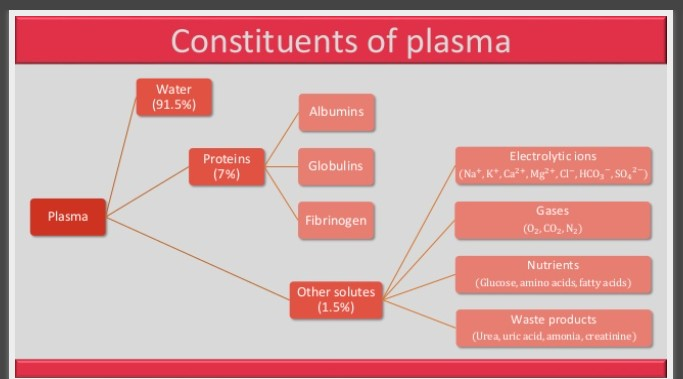 Constituents of plasma
Water
(91.5%)
Albumins
Proteins
(7%)
Globulins
Fibrinogen
Plasma
Other solutes
(1.5%)
Electrolytic ions
(Na⁺, K⁺, Ca²⁺, Mg²⁺, Cl⁻, HCO₃⁻, SO₄²⁻)
Gases
(O₂, CO₂, N₂)
Nutrients
(Glucose, amino acids, fatty acids)
Waste products
(Urea, uric acid, amonia, creatinine)